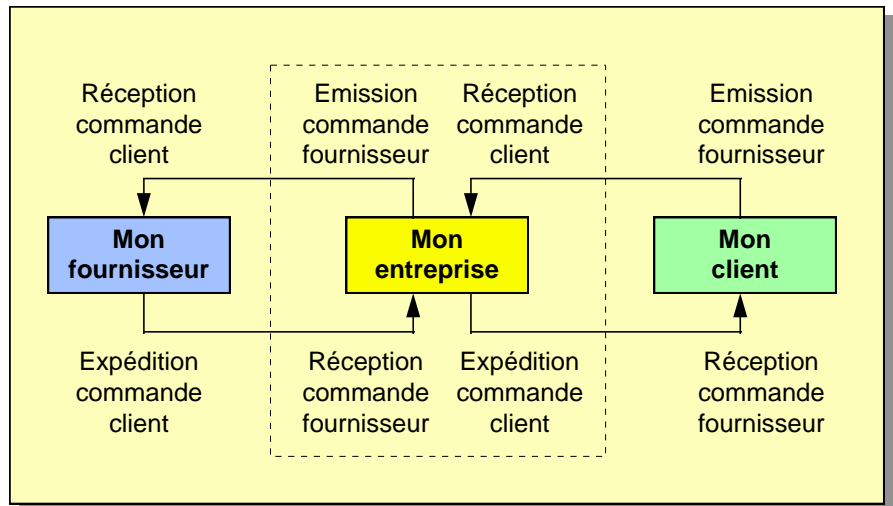 Réception
commande
client
Emission
commande
fournisseur
Réception
commande
client
Emission
commande
fournisseur
Mon
fournisseur
Mon
entreprise
Mon
client
Expédition
commande
client
Réception
commande
fournisseur
Expédition
commande
client
Réception
commande
fournisseur